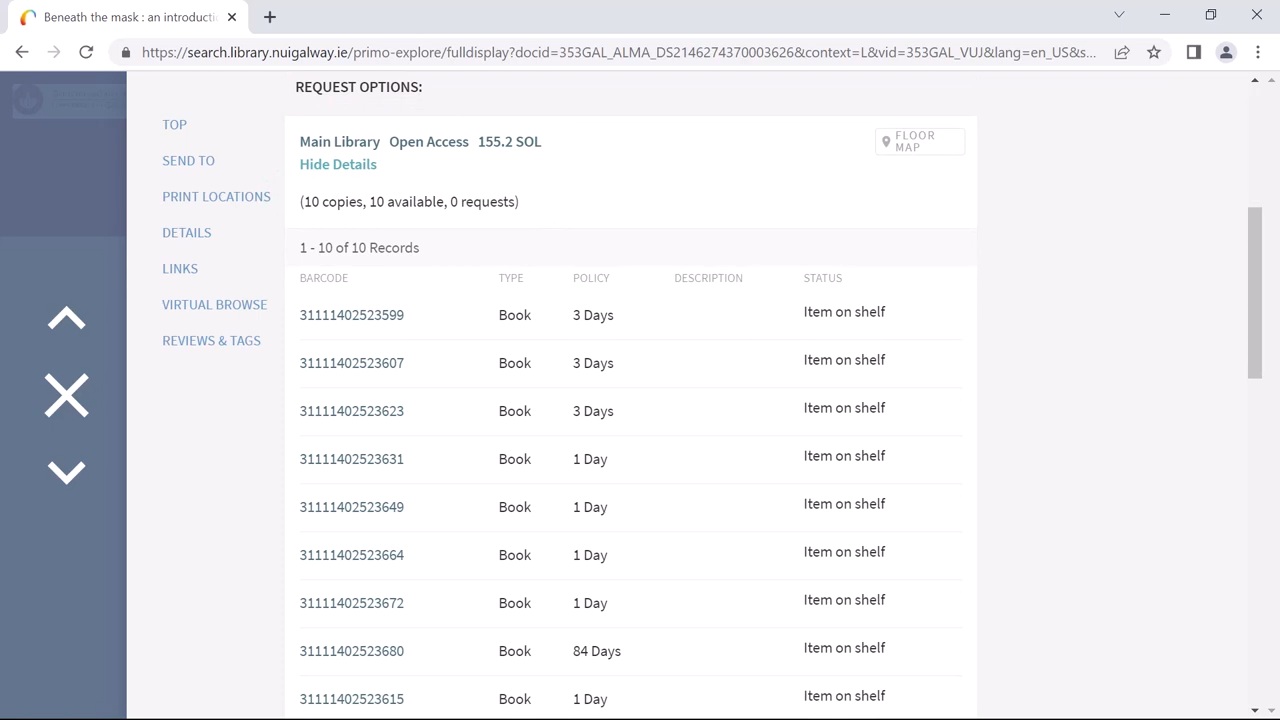 Beneath the mask : an introducti
https://search.library.nuigalway.ie/primo-explore/fulldisplay?docid=353GAL_ALMA_DS2146274370003626&context=L&vid=353GAL_VUJ&lang=en_US&s...
REQUEST OPTIONS:
TOP
SEND TO
PRINT LOCATIONS
DETAILS
LINKS
VIRTUAL BROWSE
REVIEWS & TAGS
Main Library Open Access 155.2 SOL
FLOOR MAP
Hide Details
(10 copies, 10 available, 0 requests)
1 - 10 of 10 Records
BARCODE TYPE POLICY DESCRIPTION STATUS
31111402523599 Book 3 Days Item on shelf
31111402523607 Book 3 Days Item on shelf
31111402523623 Book 3 Days Item on shelf
31111402523631 Book 1 Day Item on shelf
31111402523649 Book 1 Day Item on shelf
31111402523664 Book 1 Day Item on shelf
31111402523672 Book 1 Day Item on shelf
31111402523680 Book 84 Days Item on shelf
31111402523615 Book 1 Day Item on shelf